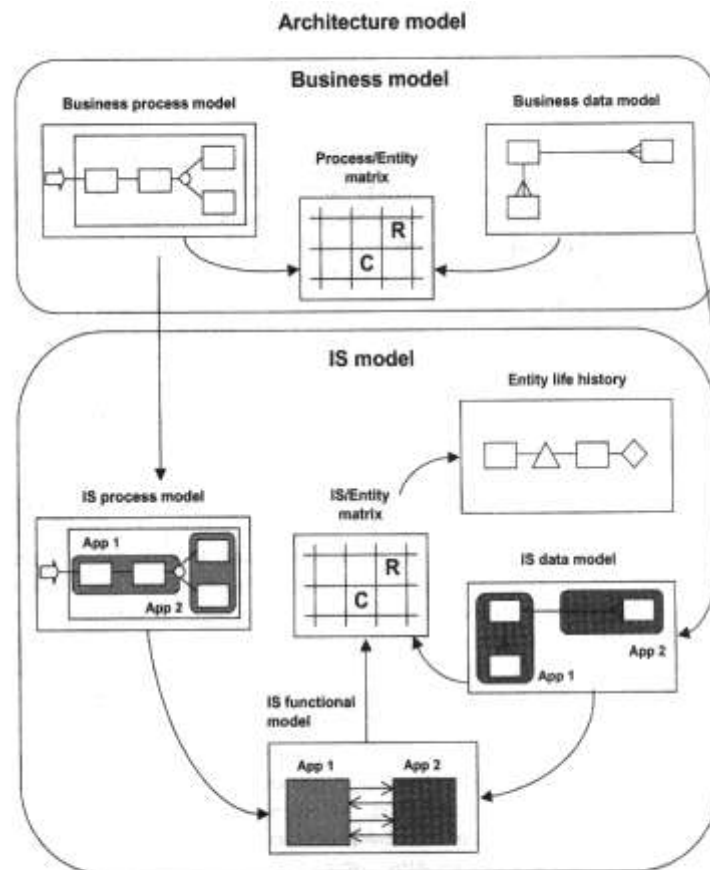 Architecture model
Business model
Business process model
Business data model
Process/Entity
matrix
R
C
IS model
Entity life history
IS process model
IS/Entity
matrix
App 1
App 2
R
C
IS data model
App 2
App 1
IS functional
model
App 1
App 2